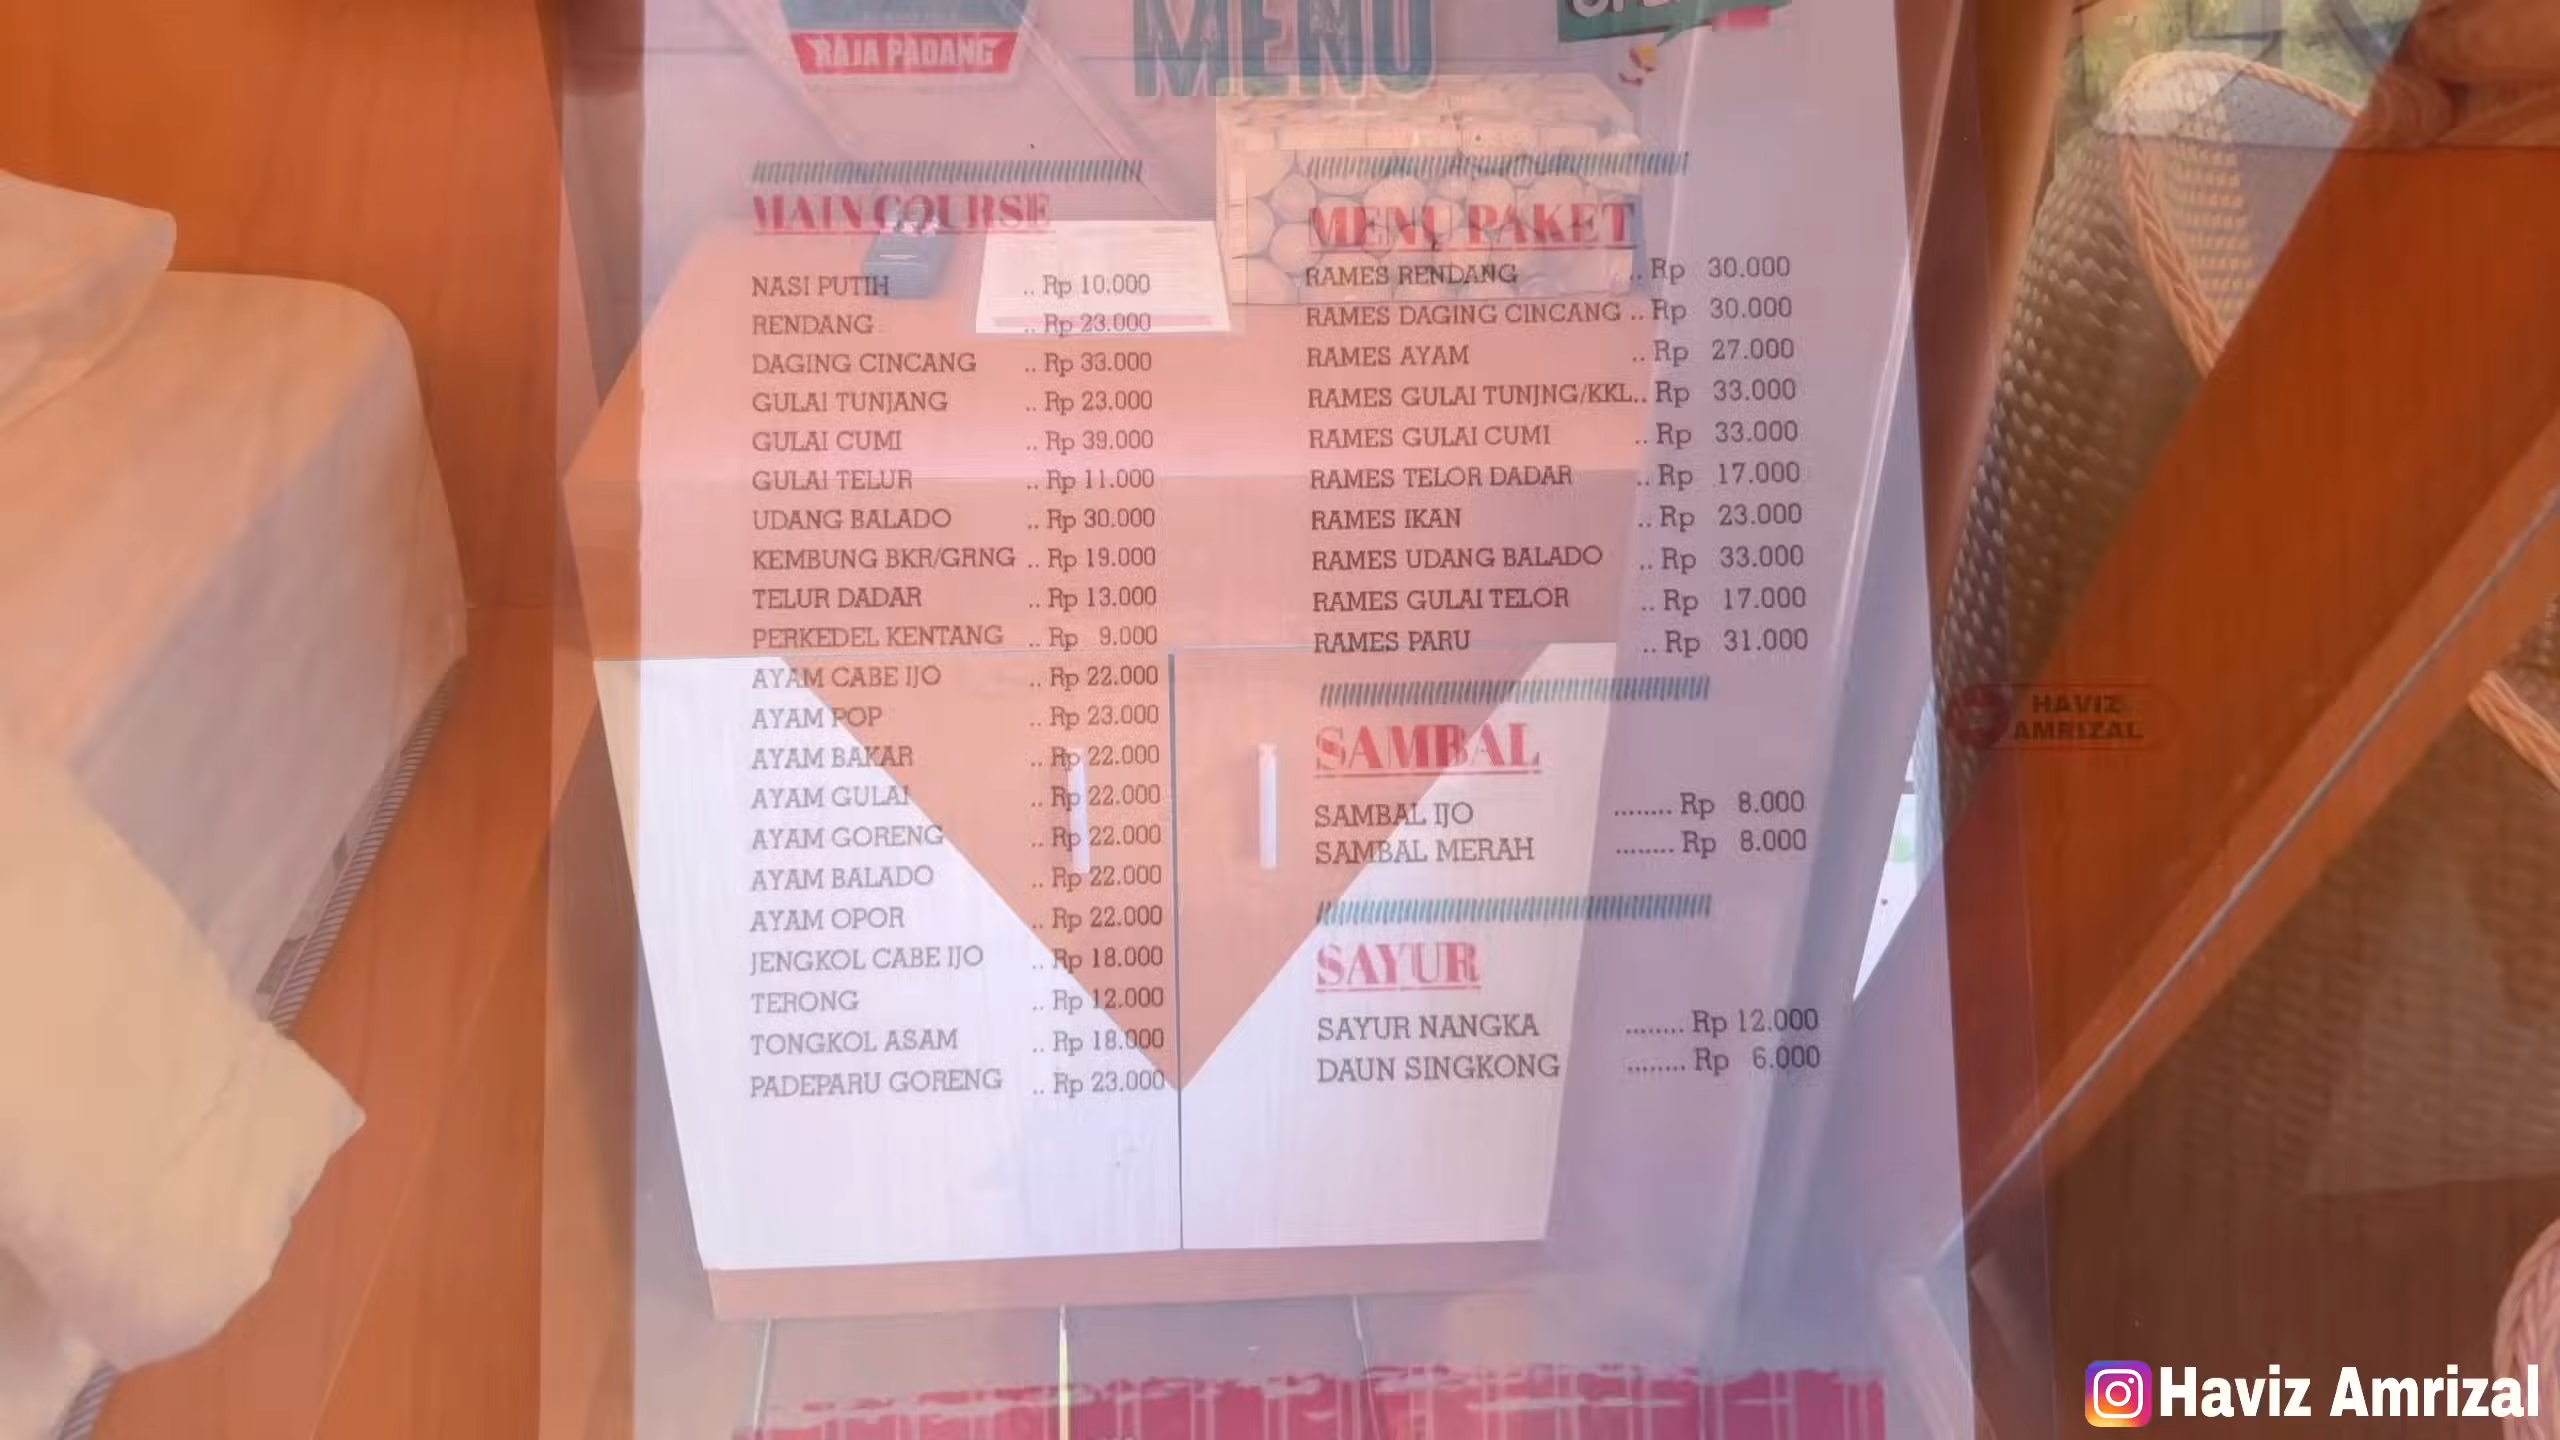 RAJA PADANG
MENU
MAIN COURSE
NASI PUTIH .. Rp 10.000
RENDANG .. Rp 23.000
DAGING CINCANG .. Rp 33.000
GULAI TUNJANG .. Rp 23.000
GULAI CUMI .. Rp 39.000
GULAI TELUR .. Rp 11.000
UDANG BALADO .. Rp 30.000
KEMBUNG BKR/GRNG .. Rp 19.000
TELUR DADAR .. Rp 13.000
PERKEDEL KENTANG .. Rp 9.000
AYAM CABE IJO .. Rp 22.000
AYAM POP .. Rp 23.000
AYAM BAKAR .. Rp 22.000
AYAM GULAI .. Rp 22.000
AYAM GORENG .. Rp 22.000
AYAM BALADO .. Rp 22.000
AYAM OPOR .. Rp 22.000
JENGKOL CABE IJO .. Rp 18.000
TERONG .. Rp 12.000
TONGKOL ASAM .. Rp 18.000
PADEPARU GORENG .. Rp 23.000
MENU PAKET
RAMES RENDANG .. Rp 30.000
RAMES DAGING CINCANG .. Rp 30.000
RAMES AYAM .. Rp 27.000
RAMES GULAI TUNJNG/KKL.. Rp 33.000
RAMES GULAI CUMI .. Rp 33.000
RAMES TELOR DADAR .. Rp 17.000
RAMES IKAN .. Rp 23.000
RAMES UDANG BALADO .. Rp 33.000
RAMES GULAI TELOR .. Rp 17.000
RAMES PARU .. Rp 31.000
SAMBAL
SAMBAL IJO ........ Rp 8.000
SAMBAL MERAH ........ Rp 8.000
SAYUR
SAYUR NANGKA ........ Rp 12.000
DAUN SINGKONG ........ Rp 6.000
HAVIZ
AMRIZAL
Haviz Amrizal